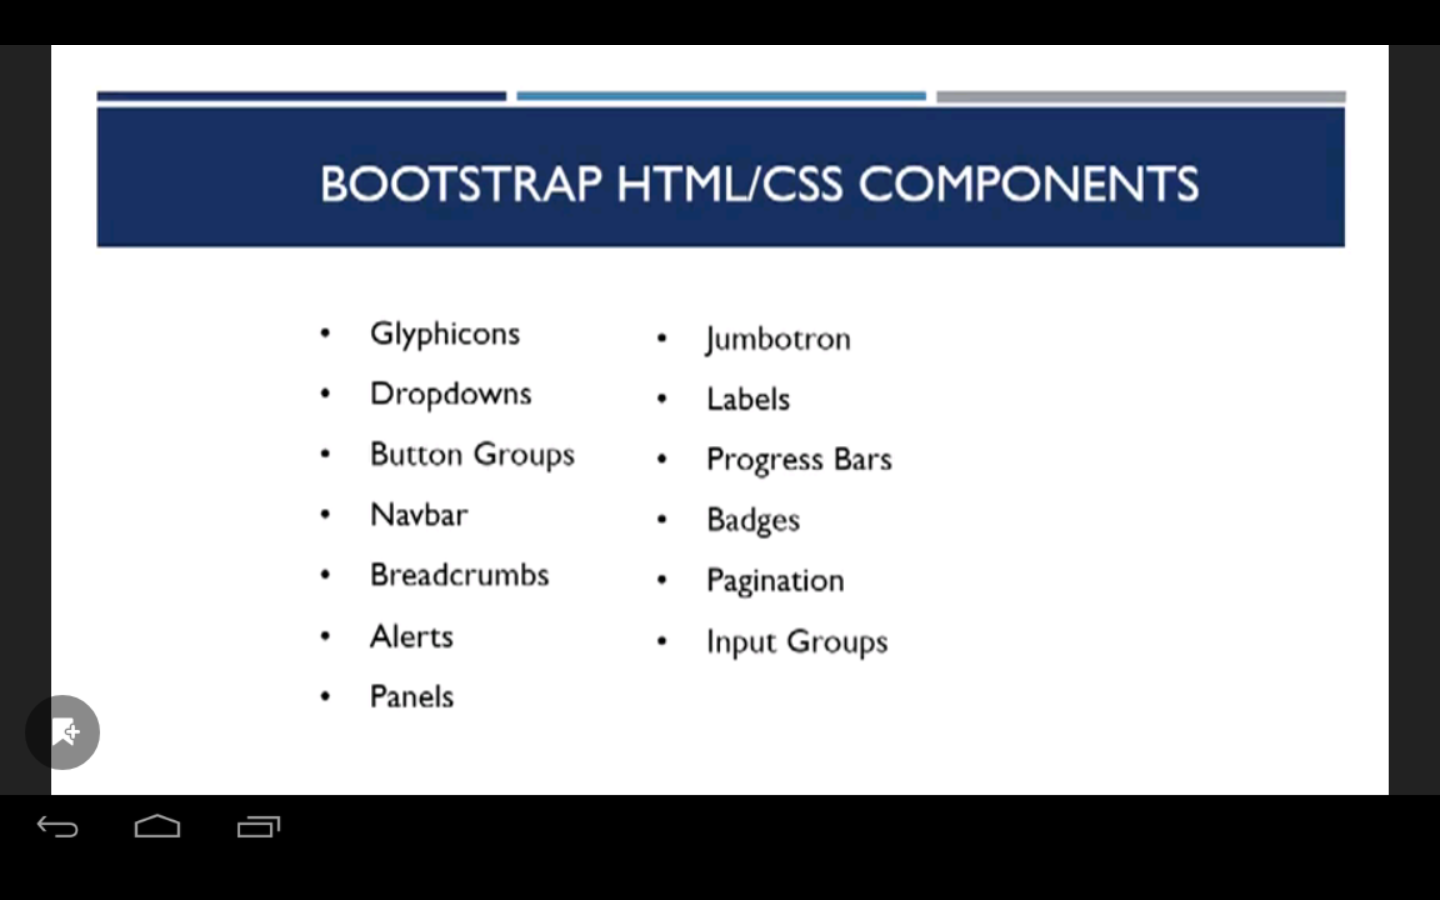 BOOTSTRAP HTML/CSS COMPONENTS
• Glyphicons
• Dropdowns
• Button Groups
• Navbar
• Breadcrumbs
• Alerts
• Panels
• Jumbotron
• Labels
• Progress Bars
• Badges
• Pagination
• Input Groups